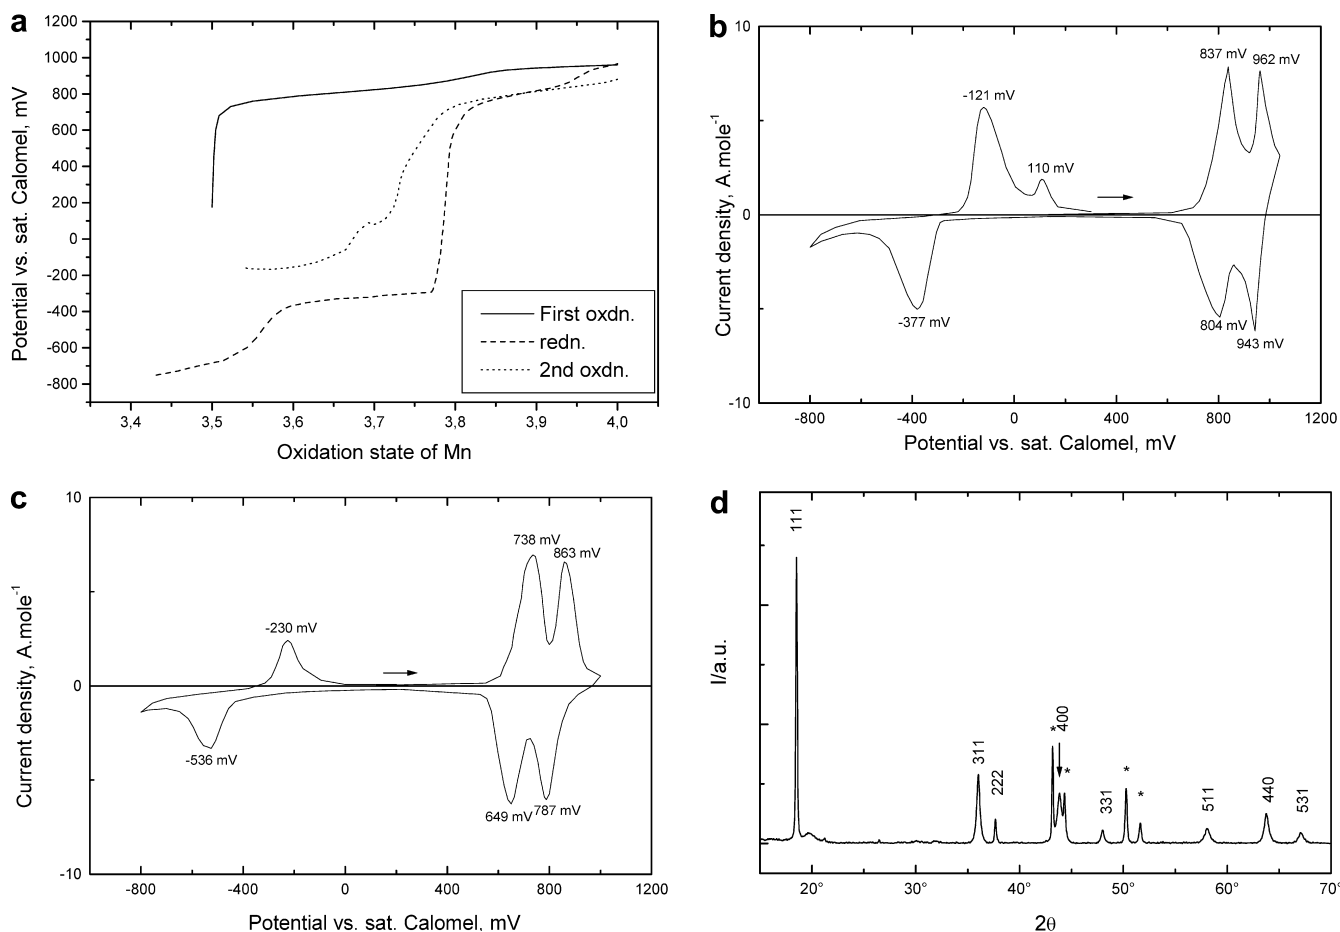 a
1200
1000
800
600
400
200
0
-200
-400
-600
-800
Potential vs. sat. Calomel, mV
First oxdn.
redn.
2nd oxdn.
3,4 3,5 3,6 3,7 3,8 3,9 4,0
Oxidation state of Mn
b
10
0
-10
Current density, A.mole-1
837 mV 962 mV
-121 mV
110 mV
-377 mV
804 mV
943 mV
-800 -400 0 400 800 1200
Potential vs. sat. Calomel, mV
c
10
0
-10
Current density, A.mole-1
738 mV
863 mV
-230 mV
-536 mV
649 mV 787 mV
-800 -400 0 400 800 1200
Potential vs. sat. Calomel, mV
d
I/a.u.
111
311
222
*
400
*
331
*
*
511
440
531
20° 30° 40° 50° 60° 70°
2θ